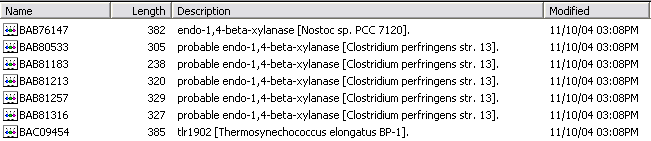 Name Length Description Modified
BAB76147 382 endo-1,4-beta-xylanase [Nostoc sp. PCC 7120]. 11/10/04 03:08PM
BAB80533 305 probable endo-1,4-beta-xylanase [Clostridium perfringens str. 13]. 11/10/04 03:08PM
BAB81183 238 probable endo-1,4-beta-xylanase [Clostridium perfringens str. 13]. 11/10/04 03:08PM
BAB81213 320 probable endo-1,4-beta-xylanase [Clostridium perfringens str. 13]. 11/10/04 03:08PM
BAB81257 329 probable endo-1,4-beta-xylanase [Clostridium perfringens str. 13]. 11/10/04 03:08PM
BAB81316 327 probable endo-1,4-beta-xylanase [Clostridium perfringens str. 13]. 11/10/04 03:08PM
BAC09454 385 tlr1902 [Thermosynechococcus elongatus BP-1]. 11/10/04 03:08PM